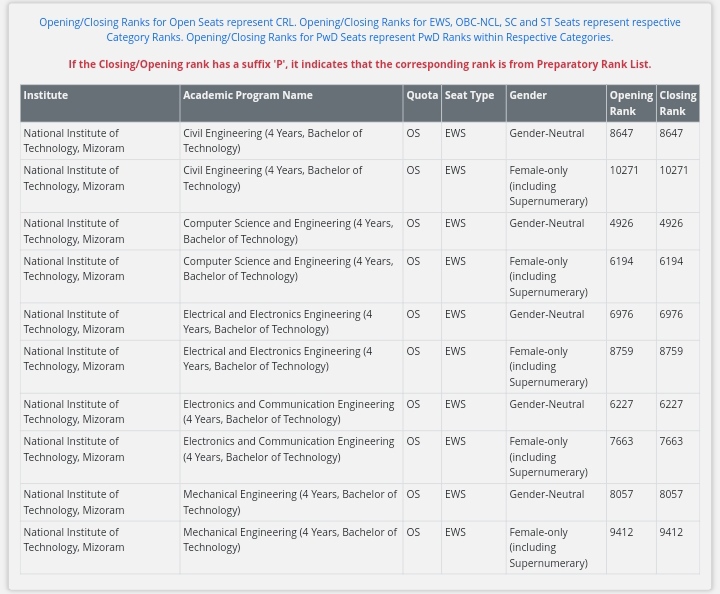 Opening/Closing Ranks for Open Seats represent CRL. Opening/Closing Ranks for EWS, OBC-NCL, SC and ST Seats represent respective
Category Ranks. Opening/Closing Ranks for PwD Seats represent PwD Ranks within Respective Categories.
If the Closing/Opening rank has a suffix 'P', it indicates that the corresponding rank is from Preparatory Rank List.
Institute Academic Program Name Quota Seat Type Gender Opening Closing
Rank Rank
National Institute of Civil Engineering (4 Years, Bachelor of OS EWS Gender-Neutral 8647 8647
Technology, Mizoram Technology)
National Institute of Civil Engineering (4 Years, Bachelor of OS EWS Female-only 10271 10271
Technology, Mizoram Technology) (including
Supernumerary)
National Institute of Computer Science and Engineering (4 Years, OS EWS Gender-Neutral 4926 4926
Technology, Mizoram Bachelor of Technology)
National Institute of Computer Science and Engineering (4 Years, OS EWS Female-only 6194 6194
Technology, Mizoram Bachelor of Technology) (including
Supernumerary)
National Institute of Electrical and Electronics Engineering (4 OS EWS Gender-Neutral 6976 6976
Technology, Mizoram Years, Bachelor of Technology)
National Institute of Electrical and Electronics Engineering (4 OS EWS Female-only 8759 8759
Technology, Mizoram Years, Bachelor of Technology) (including
Supernumerary)
National Institute of Electronics and Communication Engineering OS EWS Gender-Neutral 6227 6227
Technology, Mizoram (4 Years, Bachelor of Technology)
National Institute of Electronics and Communication Engineering OS EWS Female-only 7663 7663
Technology, Mizoram (4 Years, Bachelor of Technology) (including
Supernumerary)
National Institute of Mechanical Engineering (4 Years, Bachelor of OS EWS Gender-Neutral 8057 8057
Technology, Mizoram Technology)
National Institute of Mechanical Engineering (4 Years, Bachelor of OS EWS Female-only 9412 9412
Technology, Mizoram Technology) (including
Supernumerary)